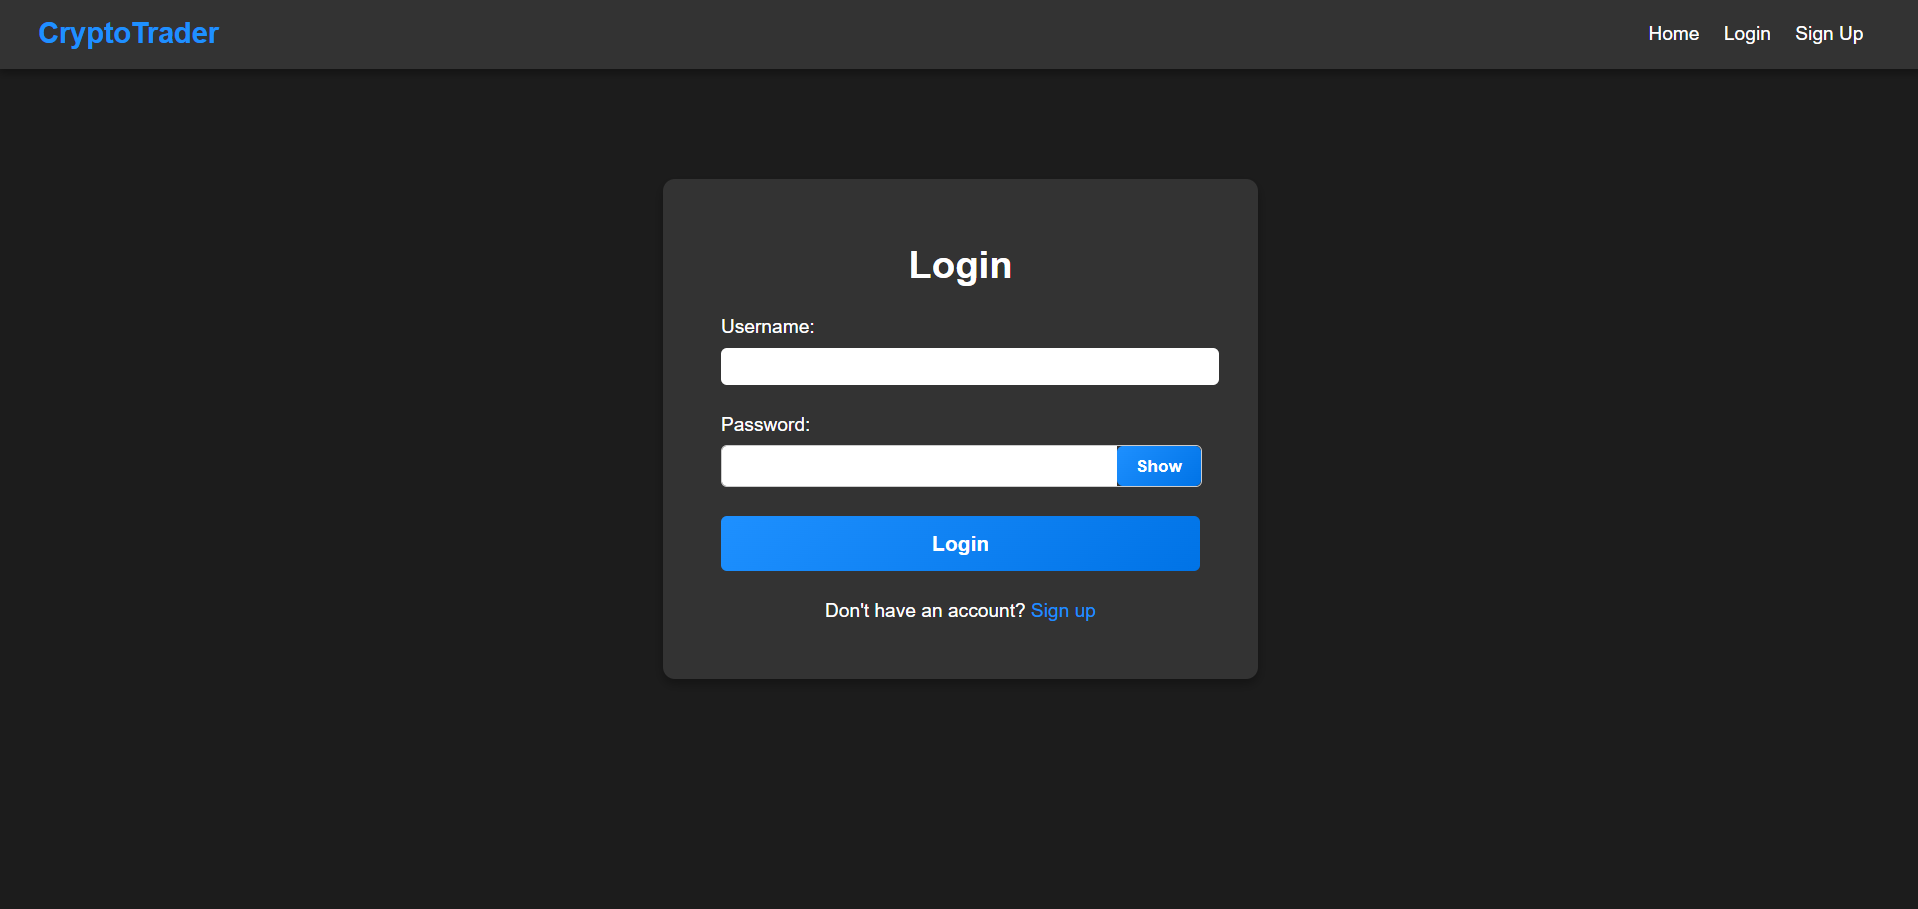 CryptoTrader
Home Login Sign Up
Login
Username:
Password:
Show
Login
Don't have an account? Sign up